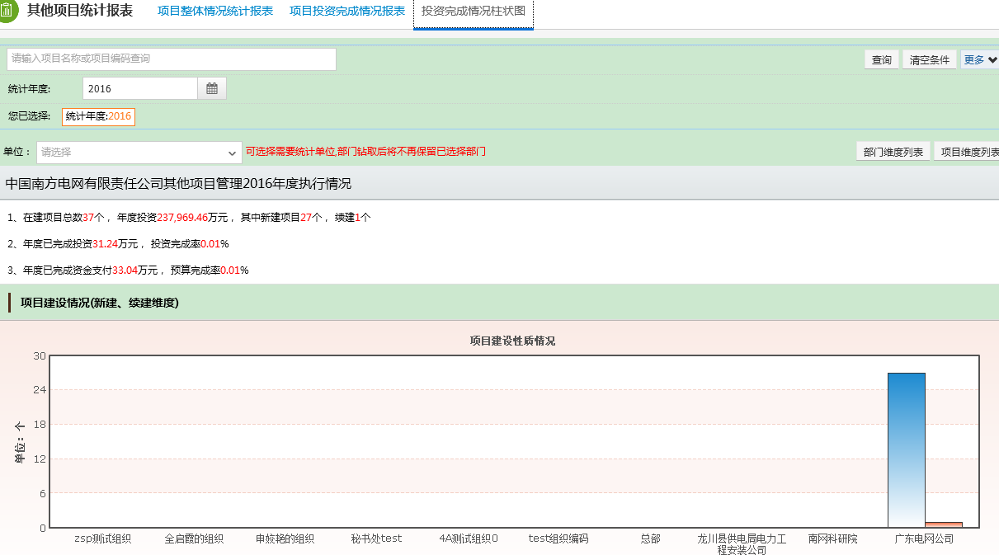 其他项目统计报表 项目整体情况统计报表 项目投资完成情况报表 投资完成情况柱状图
请输入项目名称或项目编码查询 查询 清空条件 更多
统计年度: 2016
您已选择: 统计年度:2016
单位： 请选择 可选择需要统计单位,部门钻取后将不再保留已选择部门 部门维度列表 项目维度列表
中国南方电网有限责任公司其他项目管理2016年度执行情况
1、在建项目总数37个， 年度投资237,969.46万元， 其中新建项目27个， 续建1个
2、年度已完成投资31.24万元， 投资完成率0.01%
3、年度已完成资金支付33.04万元， 预算完成率0.01%
项目建设情况(新建、续建维度)
项目建设性质情况
单位：个
30
24
18
12
6
0
zsp测试组织 全启霞的组织 申姣艳的组织 秘书处test 4A测试组织0 test组织编码 总部 龙川县供电局电力工 南网科研院 广东电网公司
程安装公司